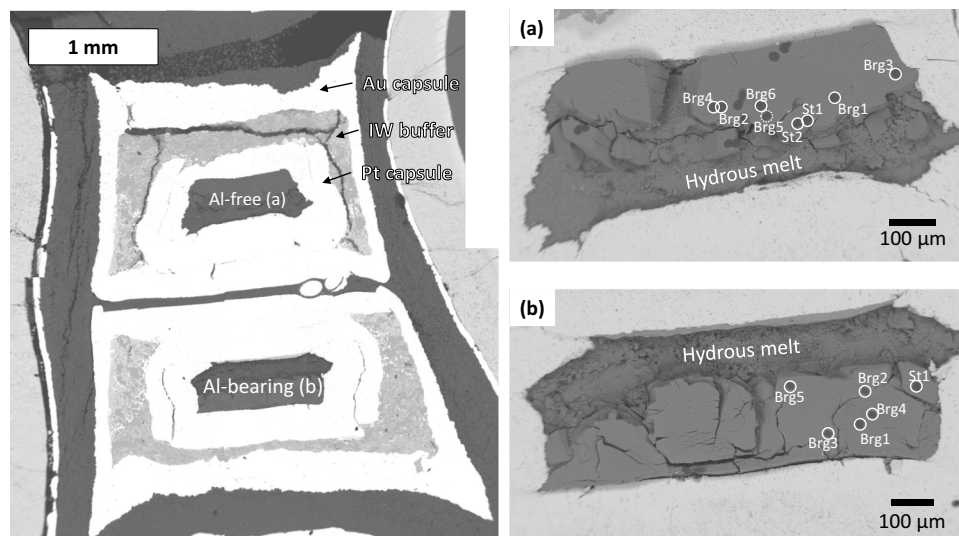 1 mm
Au capsule
IW buffer
Pt capsule
Al-free (a)
Al-bearing (b)
(a)
Brg3
Brg4
Brg6
Brg2
Brg5
St1
Brg1
St2
Hydrous melt
100 µm
(b)
Hydrous melt
Brg5
Brg2
St1
Brg4
Brg1
Brg3
100 µm